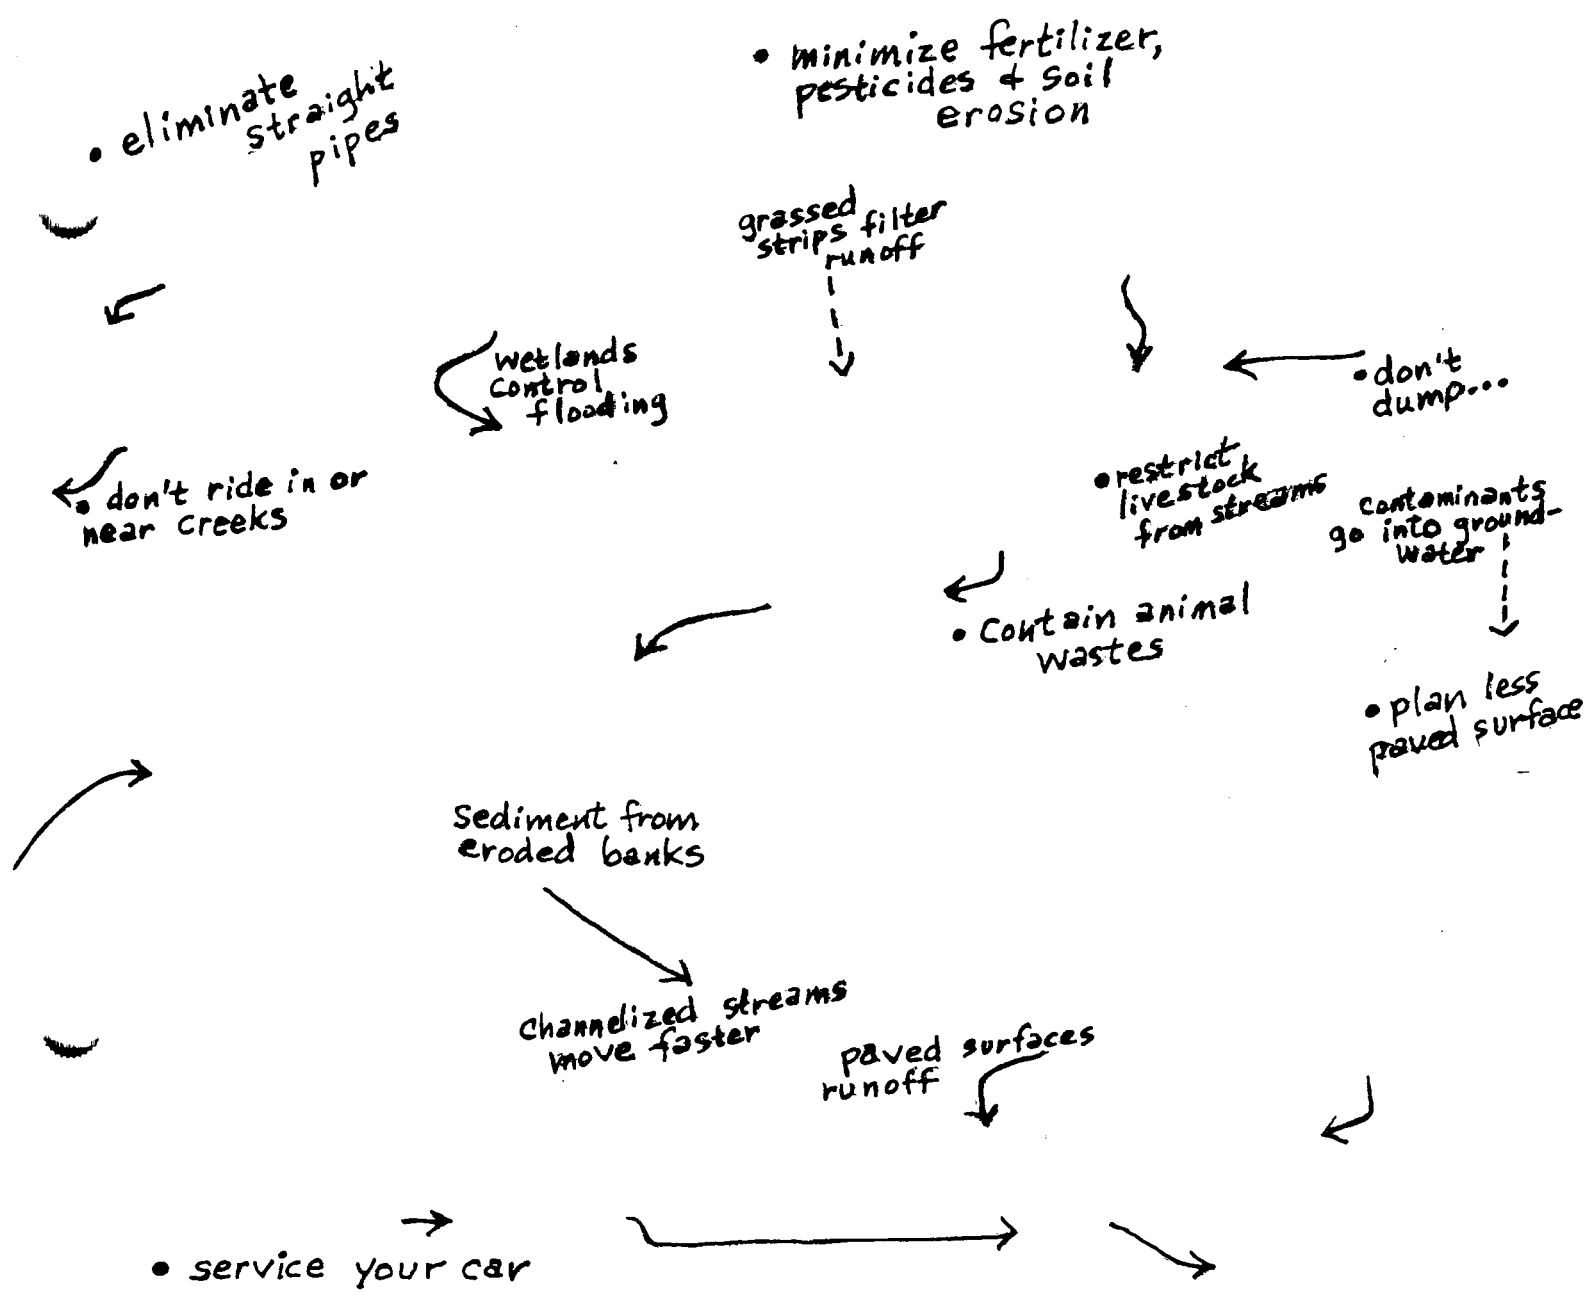 • eliminate
straight
pipes
• minimize fertilizer,
pesticides & soil
erosion
grassed
strips filter
runoff
wetlands
control
flooding
• don't
dump...
• don't ride in or
near creeks
• restrict
livestock
from streams
contaminants
go into ground-
water
• Contain animal
wastes
• plan less
paved surface
Sediment from
eroded banks
Channelized streams
move faster
paved surfaces
runoff
• service your car